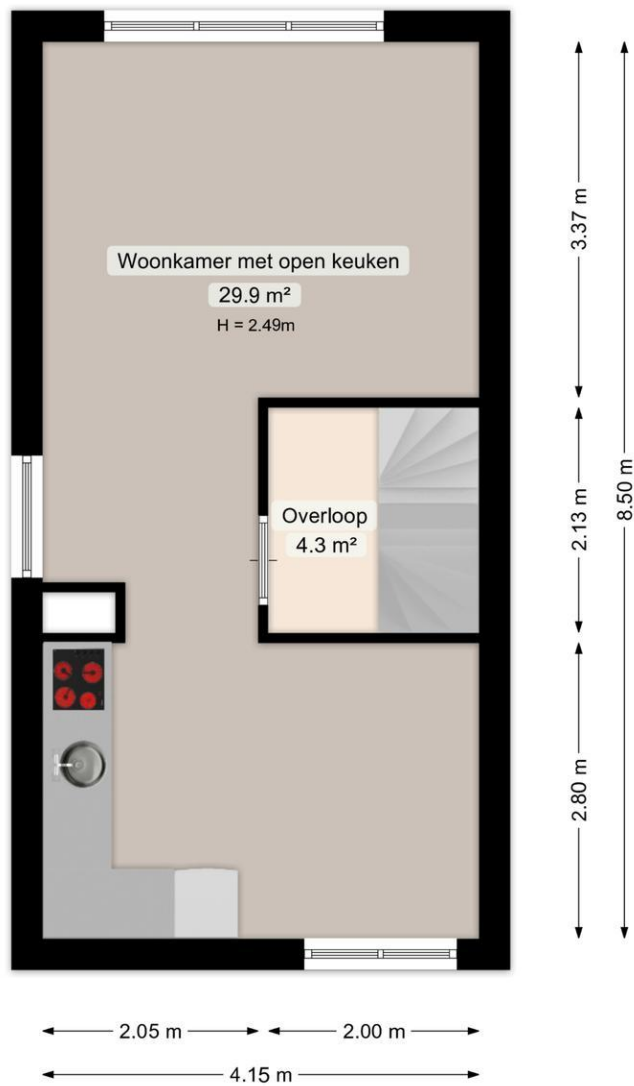 Woonkamer met open keuken
29.9 m²
H = 2.49m
Overloop
4.3 m²
3.37 m
2.13 m
8.50 m
2.80 m
2.05 m
2.00 m
4.15 m